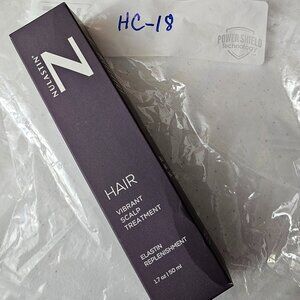 HC-18
POWER SHIELD
Technology
N
NULASTIN
HAIR
VIBRANT
SCALP
TREATMENT
ELASTIN
REPLENISHMENT
1.7 oz | 50 ml